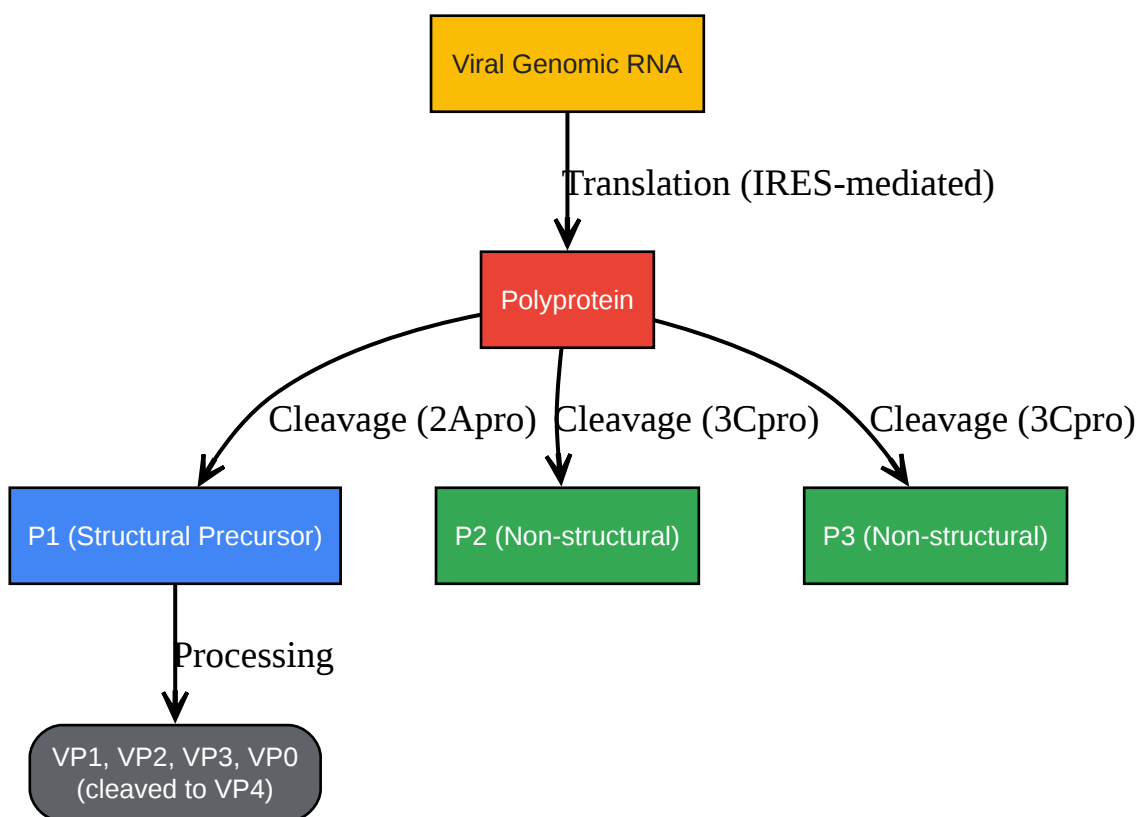 Viral Genomic RNA
Translation (IRES-mediated)
Polyprotein
Cleavage (2Apro)
Cleavage (3Cpro)
Cleavage (3Cpro)
P1 (Structural Precursor)
P2 (Non-structural)
P3 (Non-structural)
Processing
VP1, VP2, VP3, VP0
(cleaved to VP4)